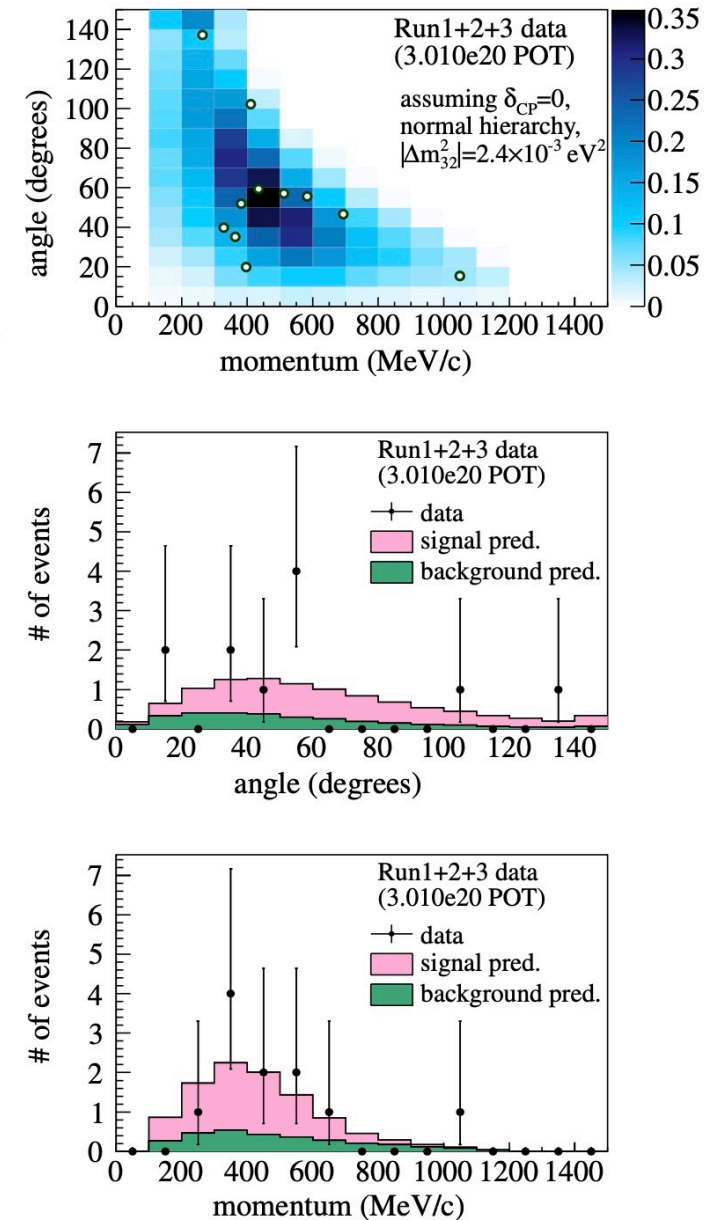 Run1+2+3 data
(3.010e20 POT)
assuming δCP=0,
normal hierarchy,
|Δm²32|=2.4×10⁻³ eV²
140
120
100
80
60
40
20
0
angle (degrees)
0 200 400 600 800 1000 1200 1400
momentum (MeV/c)
0.35
0.3
0.25
0.2
0.15
0.1
0.05
0
Run1+2+3 data
(3.010e20 POT)
data
signal pred.
background pred.
7
6
5
4
3
2
1
0
# of events
0 20 40 60 80 100 120 140
angle (degrees)
Run1+2+3 data
(3.010e20 POT)
data
signal pred.
background pred.
7
6
5
4
3
2
1
0
# of events
0 200 400 600 800 1000 1200 1400
momentum (MeV/c)